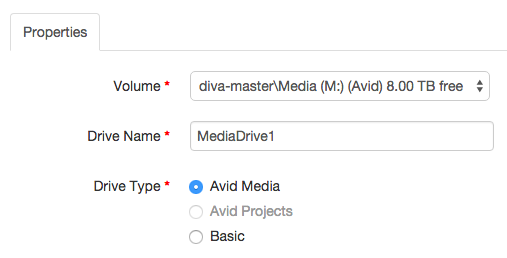 Properties
Volume * diva-master\Media (M:) (Avid) 8.00 TB free
Drive Name * MediaDrive1
Drive Type * Avid Media
Avid Projects
Basic